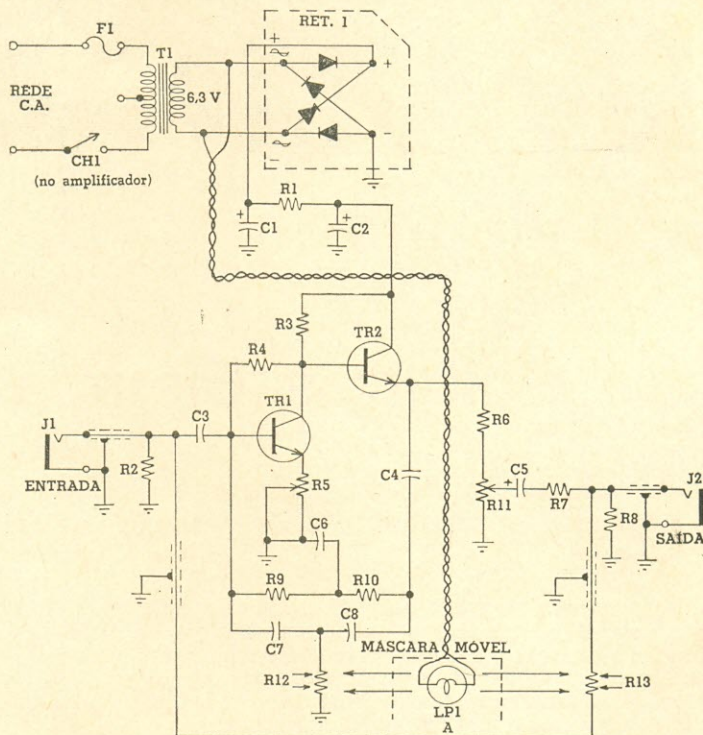 RET. 1
F1
T1
REDE
C.A.
6,3 V
CH1
(no amplificador)
+
+
-
-
R1
+
C1
+
C2
R3
TR2
R4
J1
C3
TR1
R2
ENTRADA
R5
C4
R6
C5
+
R11
R7
J2
R8
SAÍDA
C6
R9
R10
C7
C8
MÁSCARA MÓVEL
R12
R13
LP1
A